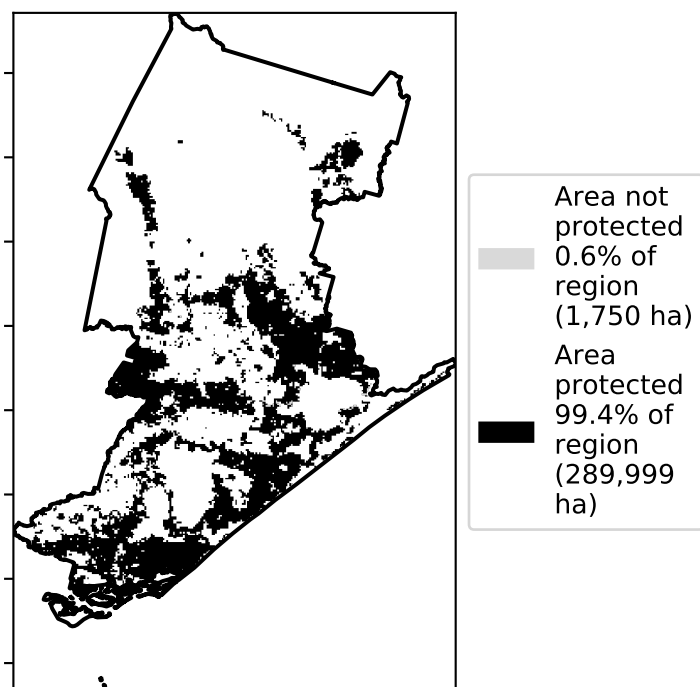 Area not
protected
0.6% of
region
(1,750 ha)
Area
protected
99.4% of
region
(289,999
ha)